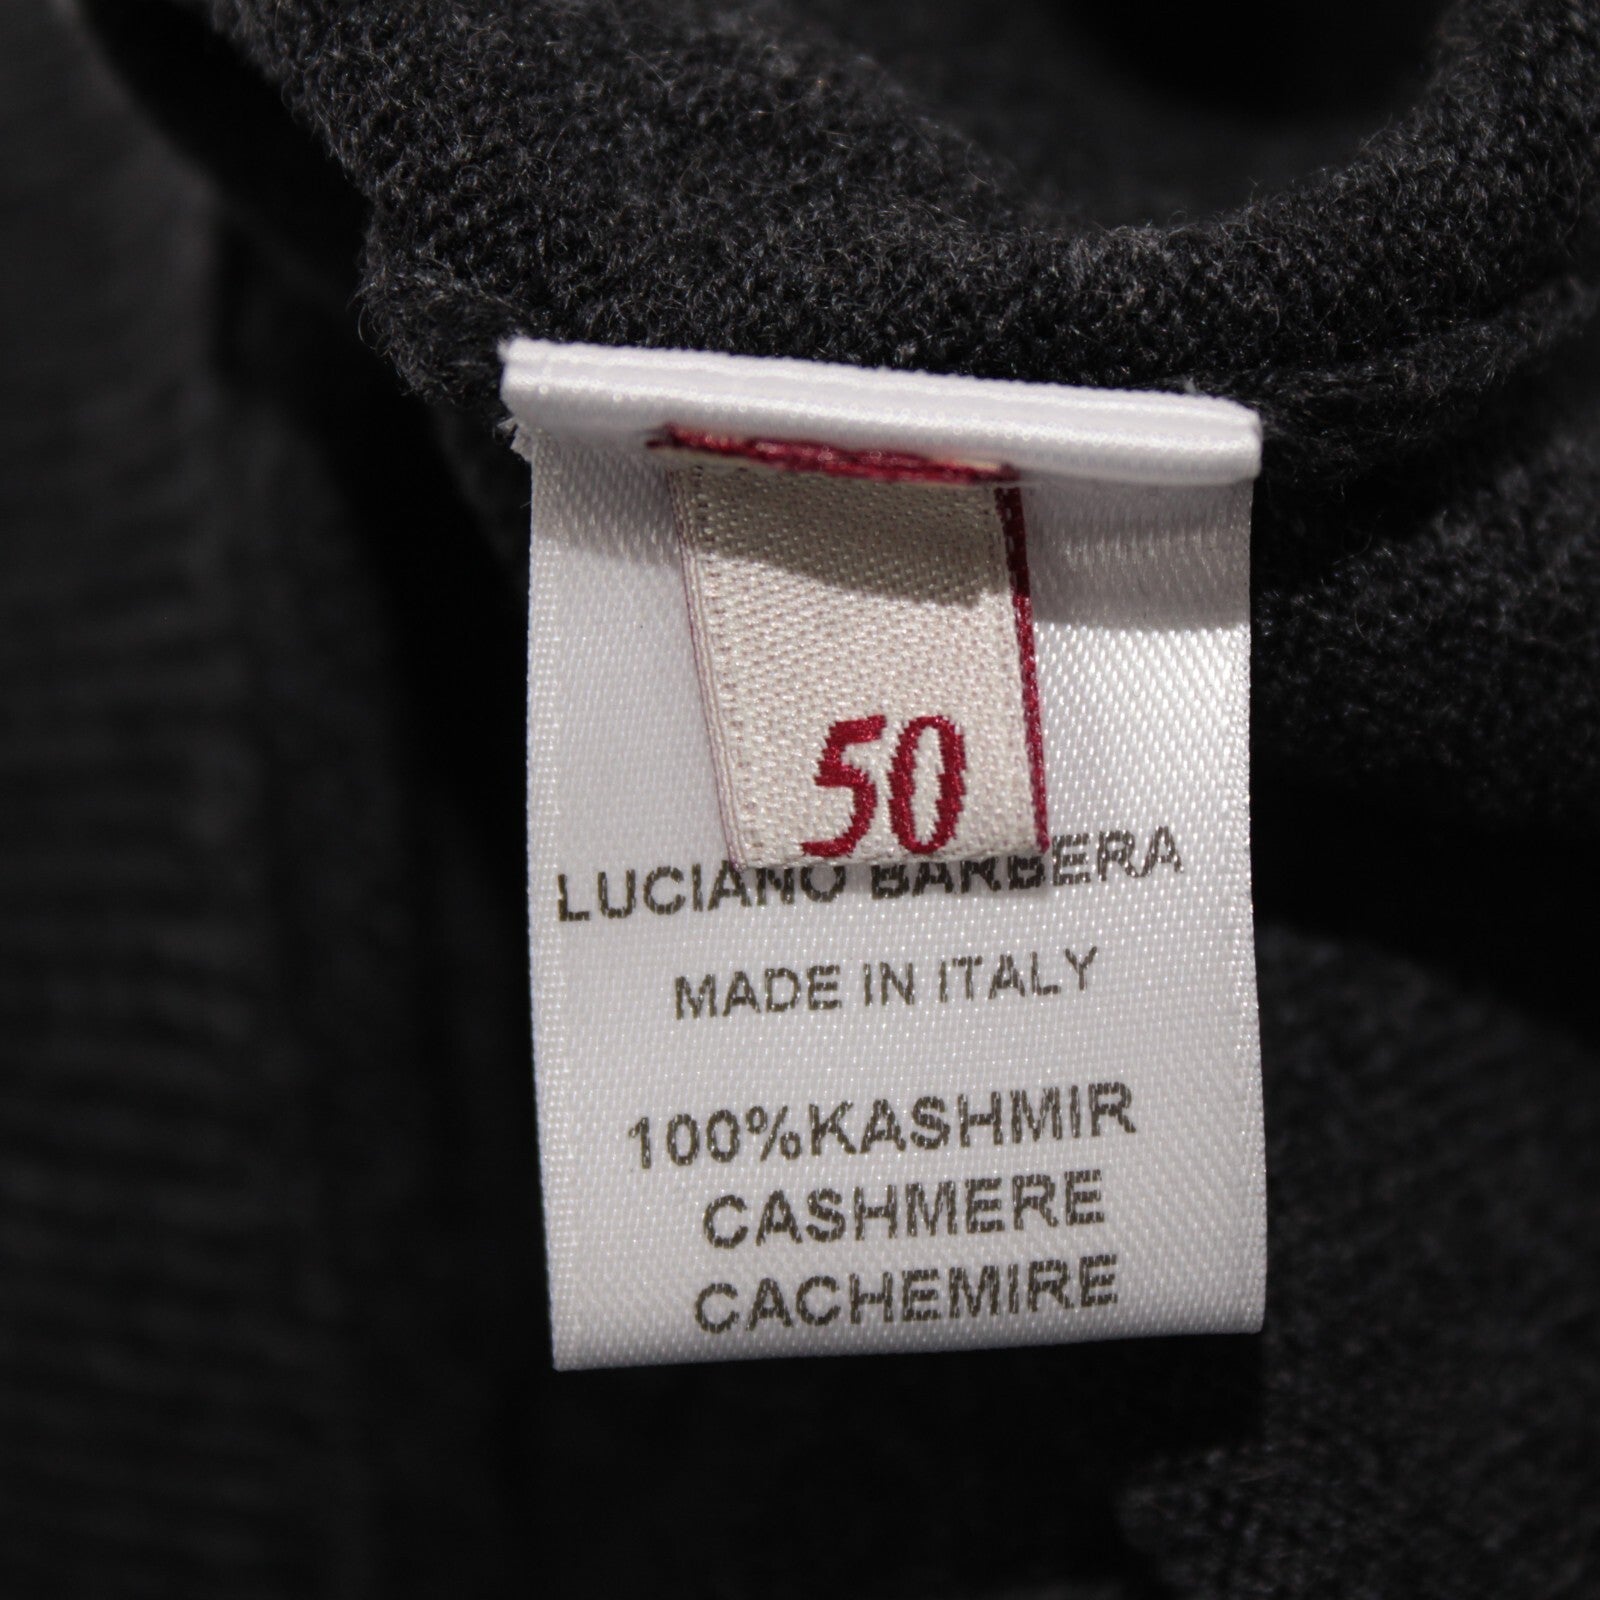 50
LUCIANO BARBERA
MADE IN ITALY
100%KASHMIR
CASHMERE
CACHEMIRE